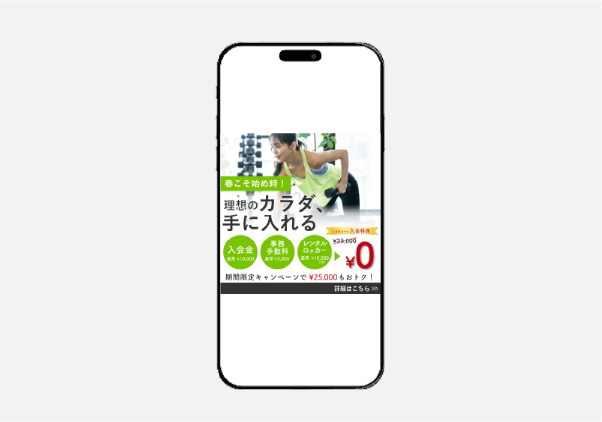 春こそ始め時！
理想のカラダ、
手に入れる
入会特典
入会金
通常 ¥10,000
事務
手数料
通常 ¥5,000
レンタル
ロッカー
通常 ¥10,000
¥25,000
¥0
期間限定キャンペーンで¥25,000もおトク！
詳細はこちら